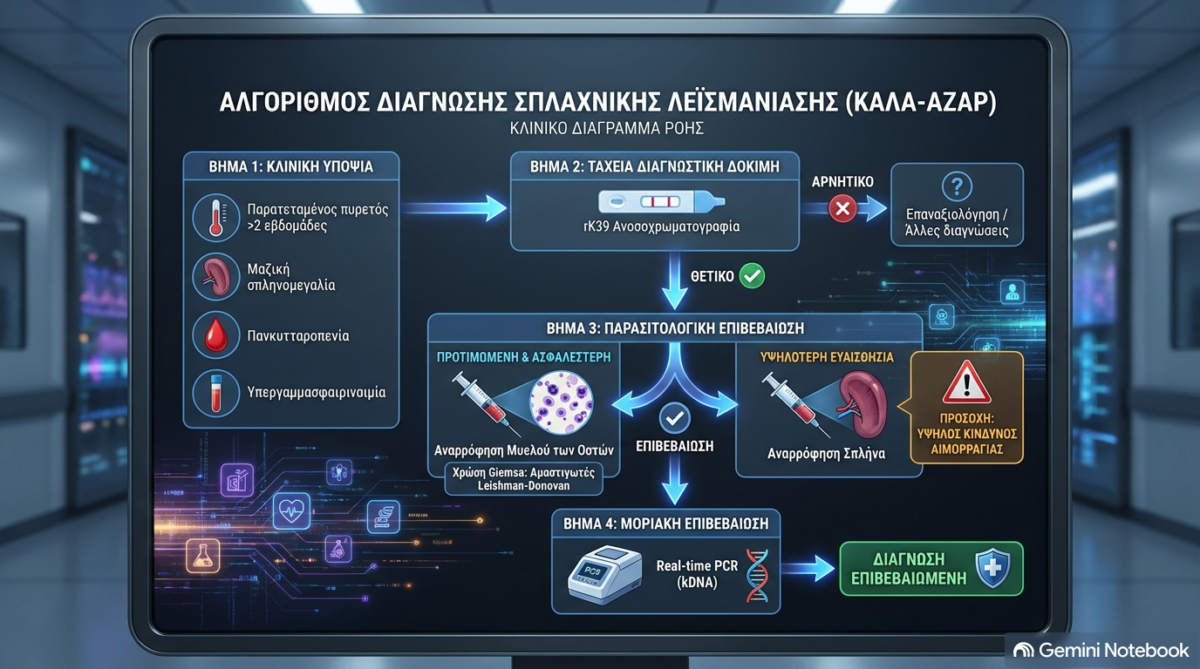 ΑΛΓΟΡΙΘΜΟΣ ΔΙΑΓΝΩΣΗΣ ΣΠΛΑΧΝΙΚΗΣ ΛΕΪΣΜΑΝΙΑΣΗΣ (ΚΑΛΑ-ΑΖΑΡ)
ΚΛΙΝΙΚΟ ΔΙΑΓΡΑΜΜΑ ΡΟΗΣ
ΒΗΜΑ 1: ΚΛΙΝΙΚΗ ΥΠΟΨΙΑ
Παρατεταμένος πυρετός
>2 εβδομάδες
Μαζική
σπληνομεγαλία
Πανκυτταροπενία
Υπεργαμμασφαιριναιμία
ΒΗΜΑ 2: ΤΑΧΕΙΑ ΔΙΑΓΝΩΣΤΙΚΗ ΔΟΚΙΜΗ
rK39 Ανοσοχρωματογραφία
ΑΡΝΗΤΙΚΟ
?
Επαναξιολόγηση /
Άλλες διαγνώσεις
ΘΕΤΙΚΟ
ΒΗΜΑ 3: ΠΑΡΑΣΙΤΟΛΟΓΙΚΗ ΕΠΙΒΕΒΑΙΩΣΗ
ΠΡΟΤΙΜΩΜΕΝΗ & ΑΣΦΑΛΕΣΤΕΡΗ
Αναρρόφηση Μυελού των Οστών
Χρώση Giemsa: Αμαστιγωτές
Leishman-Donovan
ΕΠΙΒΕΒΑΙΩΣΗ
ΥΨΗΛΟΤΕΡΗ ΕΥΑΙΣΘΗΖΙΑ
Αναρρόφηση Σπλήνα
ΠΡΟΣΟΧΗ:
ΥΨΗΛΟΣ ΚΙΝΔΥΝΟΣ
ΑΙΜΟΡΡΑΓΙΑΣ
ΒΗΜΑ 4: ΜΟΡΙΑΚΗ ΕΠΙΒΕΒΑΙΩΣΗ
Real-time PCR
(kDNA)
ΔΙΑΓΝΩΣΗ
ΕΠΙΒΕΒΑΙΩΜΕΝΗ
Gemini Notebook